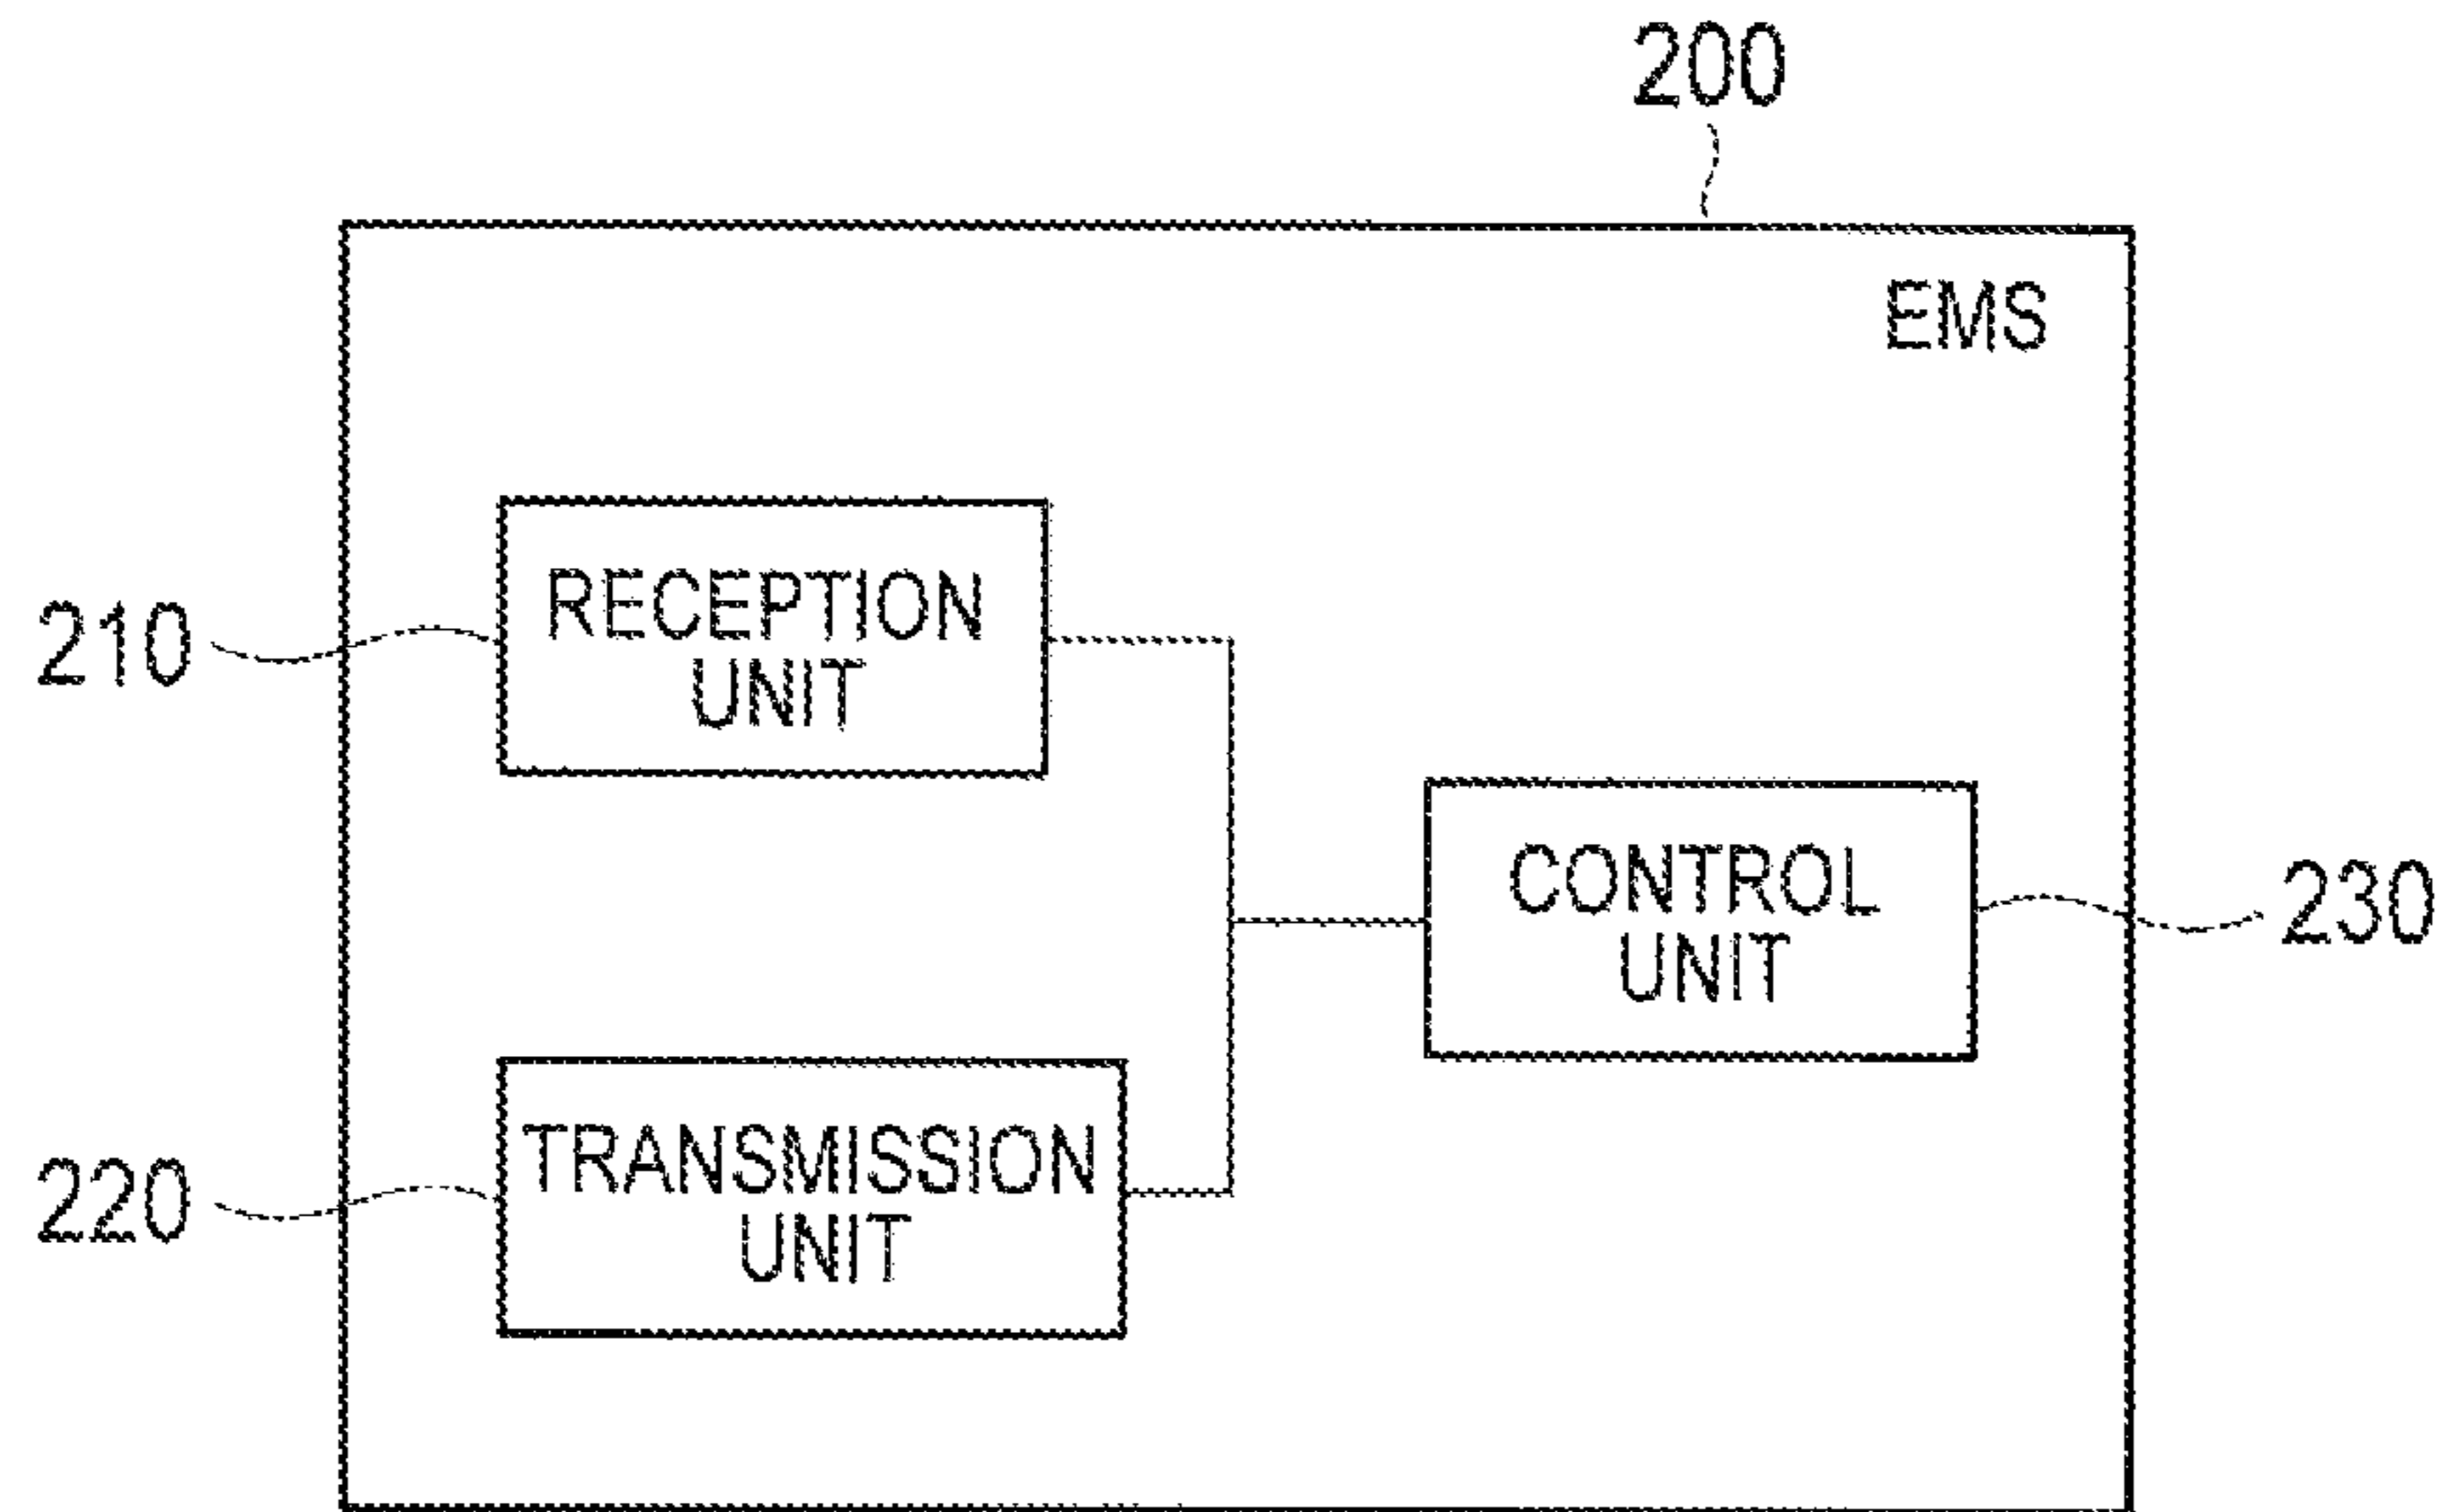 200
EMS
210
RECEPTION
UNIT
CONTROL
UNIT
230
220
TRANSMISSION
UNIT